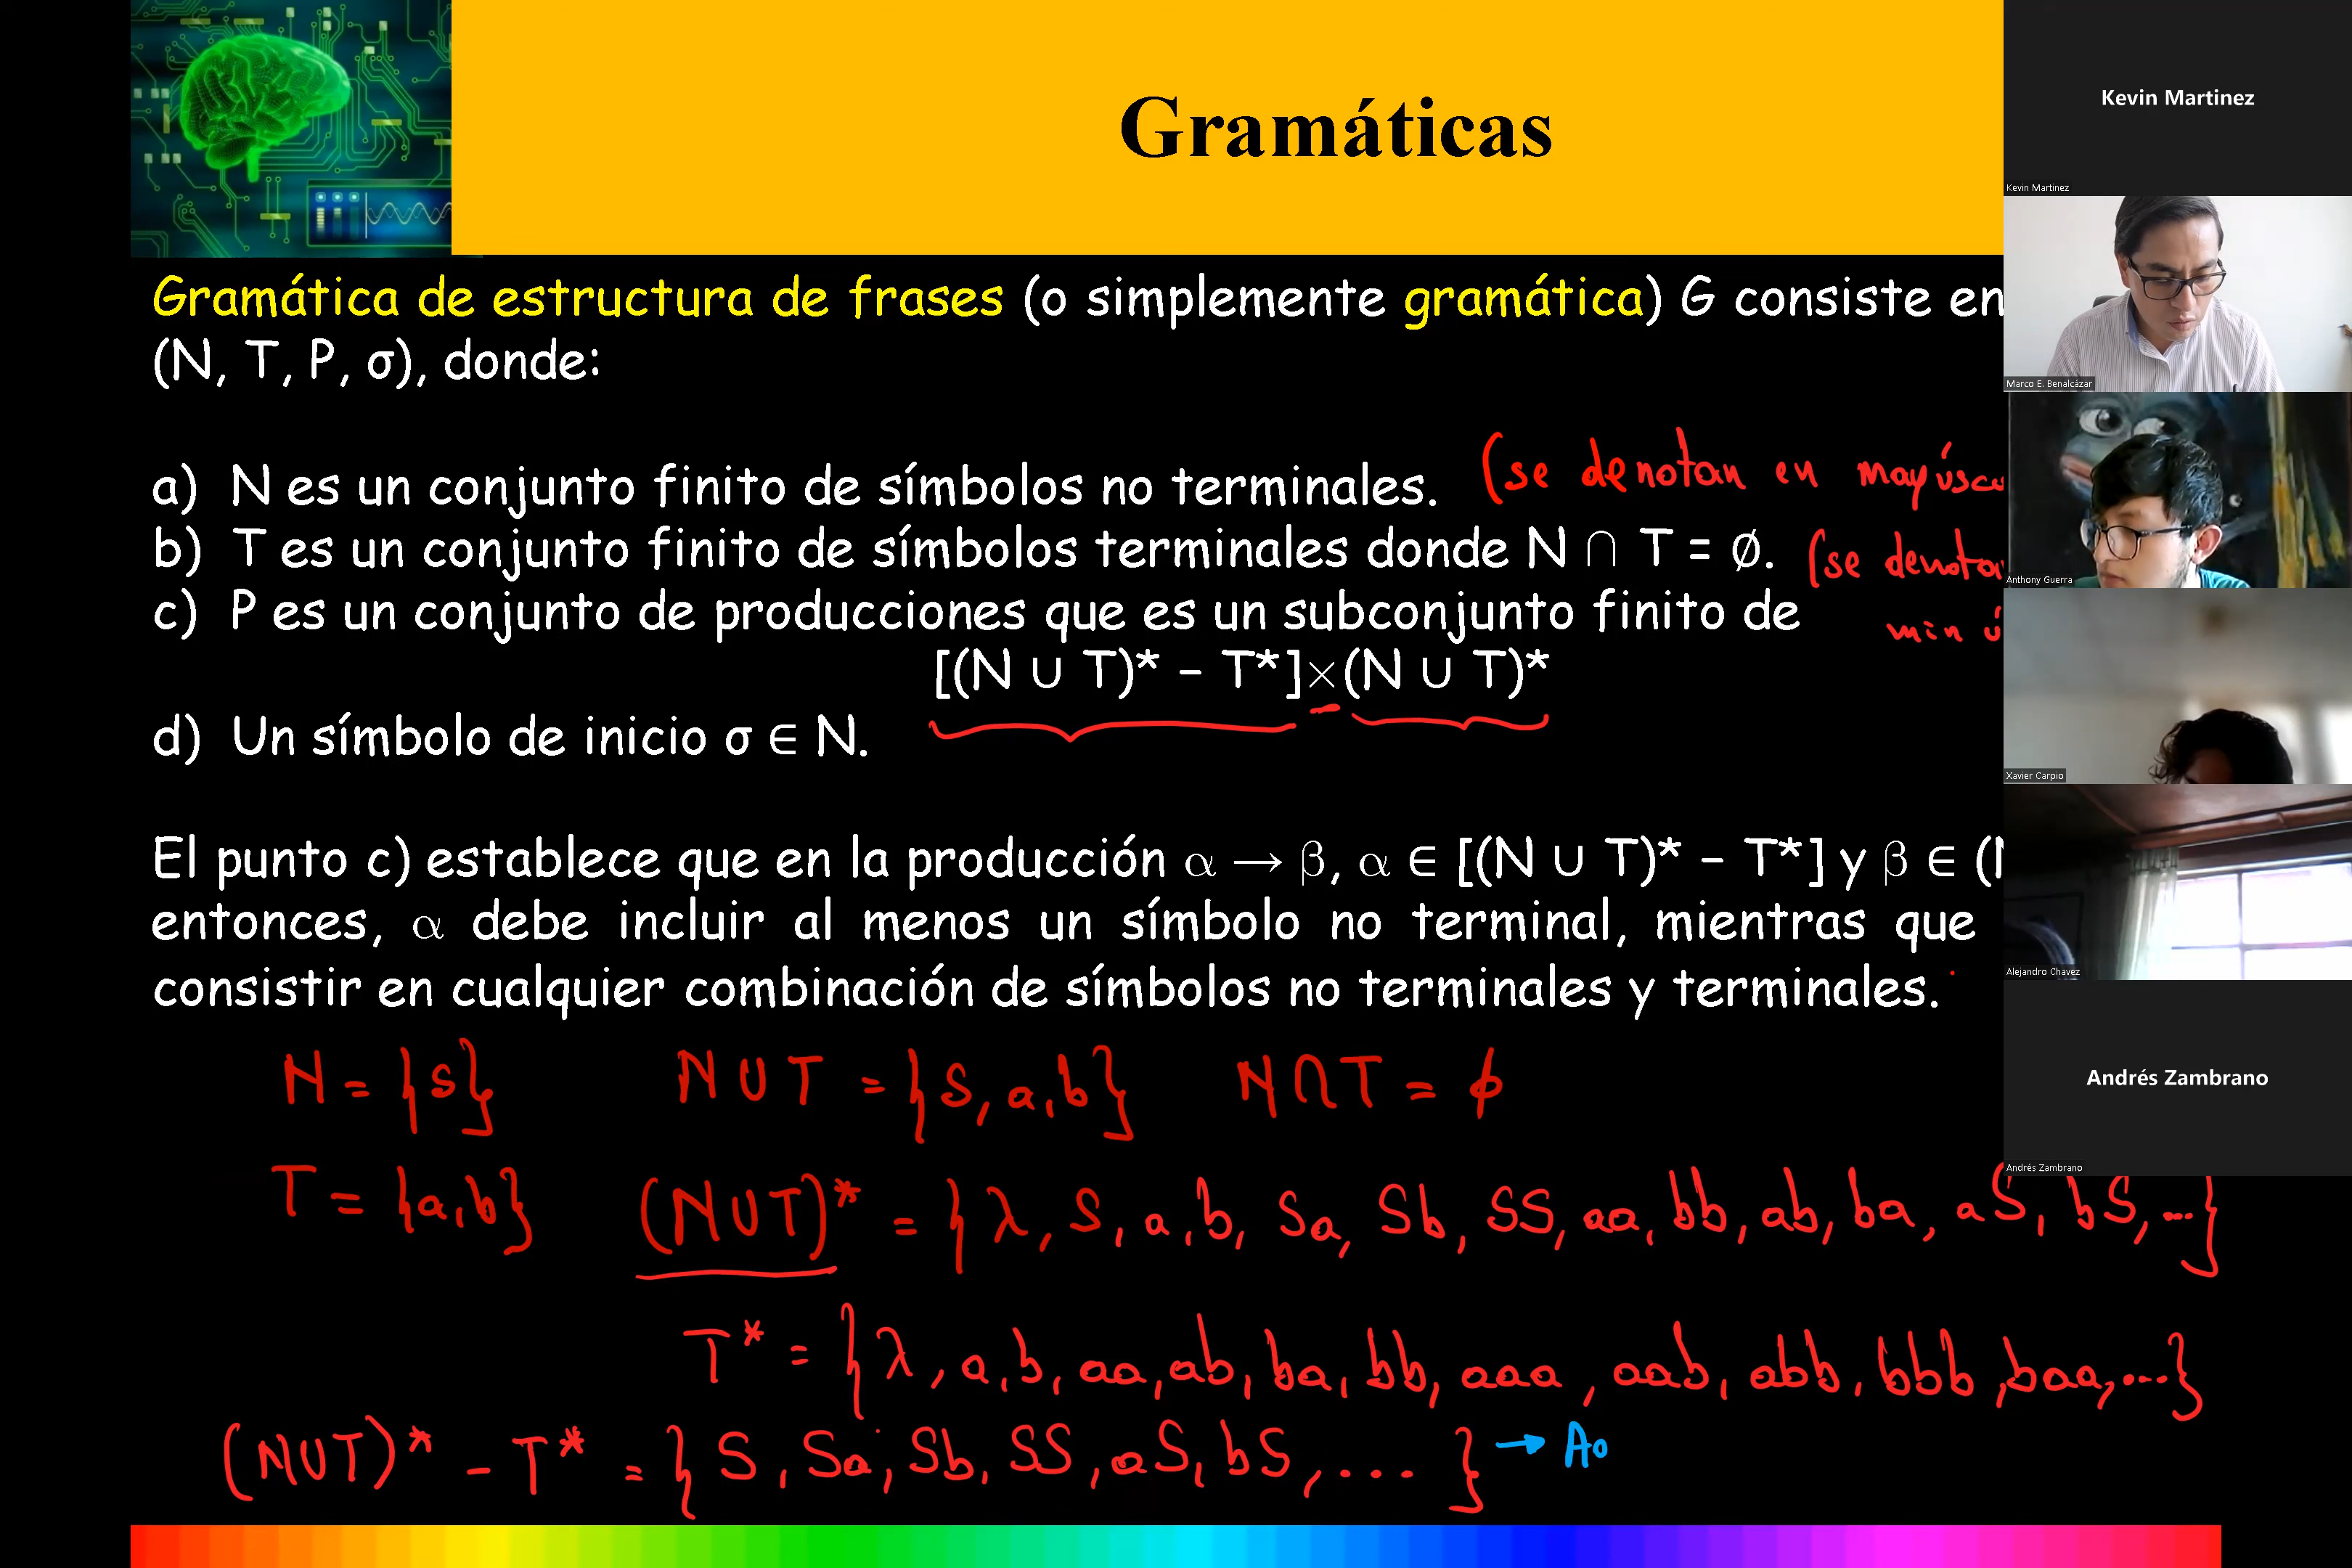 Gramáticas
Gramática de estructura de frases (o simplemente gramática) G consiste en
(N, T, P, σ), donde:
a) N es un conjunto finito de símbolos no terminales. (se denotan en mayúscu
b) T es un conjunto finito de símbolos terminales donde N ∩ T = ∅. (se denota
c) P es un conjunto de producciones que es un subconjunto finito de min ú
[(N ∪ T)* − T*]×(N ∪ T)*
d) Un símbolo de inicio σ ∈ N.
El punto c) establece que en la producción α → β, α ∈ [(N ∪ T)* − T*] y β ∈ (N
entonces, α debe incluir al menos un símbolo no terminal, mientras que
consistir en cualquier combinación de símbolos no terminales y terminales.
N = {S} N ∪ T = {S, a, b} N ∩ T = ϕ
T = {a, b} (N ∪ T)* = {λ, S, a, b, Sa, Sb, SS, aa, bb, ab, ba, aS, bS, ...}
T* = {λ, a, b, aa, ab, ba, bb, aaa, aab, abb, bbb, baa, ...}
(N ∪ T)* − T* = {S, Sa, Sb, SS, aS, bS, ...} → Ao
Kevin Martinez
Kevin Martinez
Marco E. Benalcázar
Anthony Guerra
Xavier Carpio
Alejandro Chavez
Andrés Zambrano
Andrés Zambrano